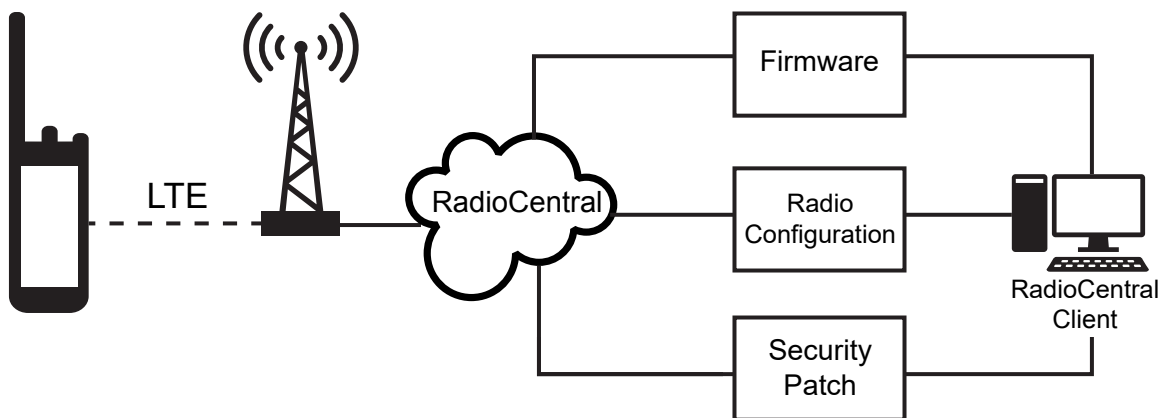 LTE
RadioCentral
Firmware
Radio
Configuration
Security
Patch
RadioCentral
Client